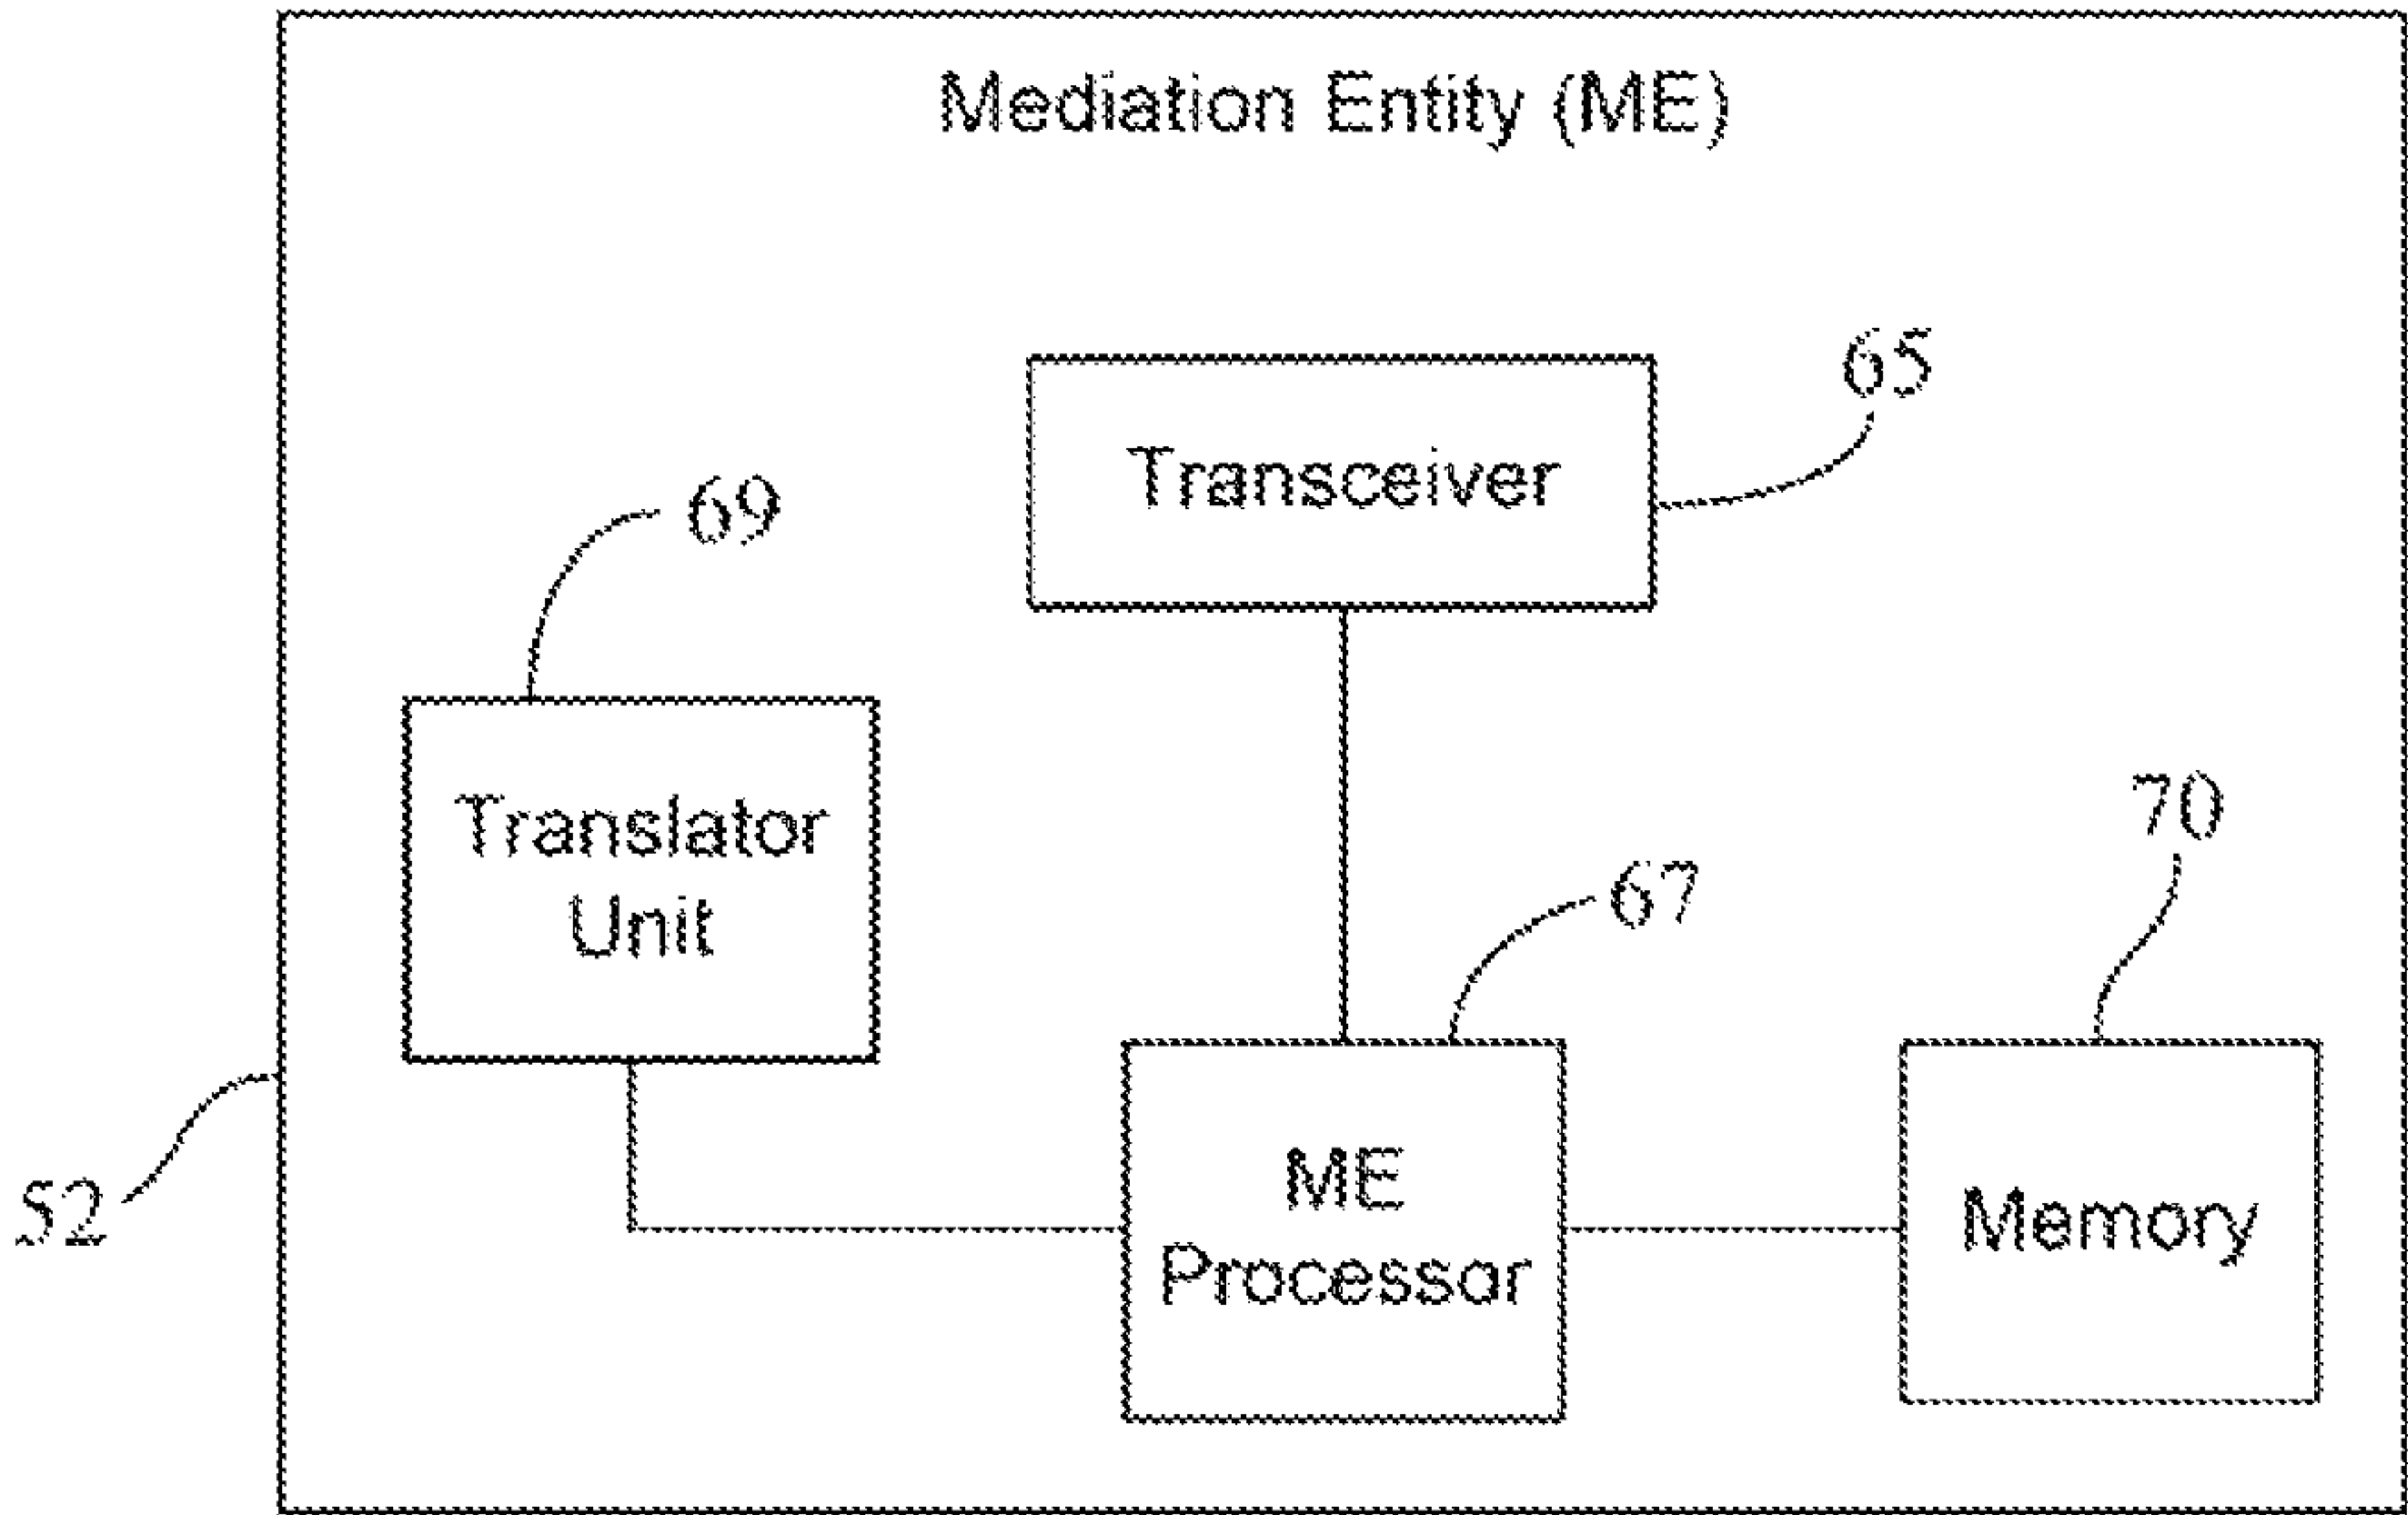 Mediation Entity (ME)
65
Transceiver
69
Translator
Unit
70
67
52
ME
Processor
Memory